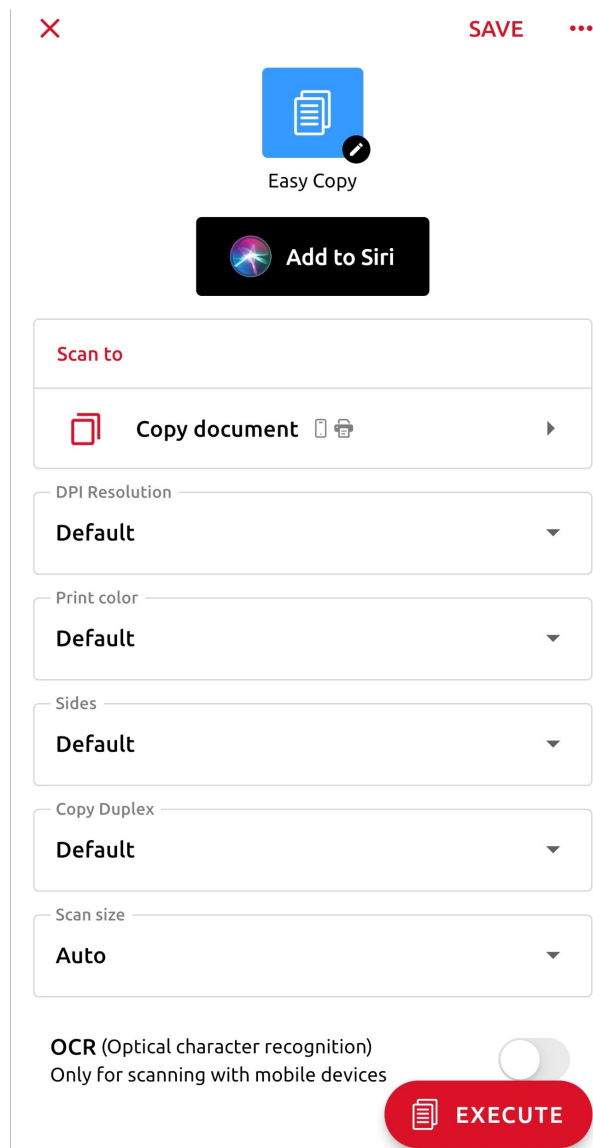 SAVE
Easy Copy
Add to Siri
Scan to
Copy document
DPI Resolution
Default
Print color
Default
Sides
Default
Copy Duplex
Default
Scan size
Auto
OCR (Optical character recognition)
Only for scanning with mobile devices
EXECUTE